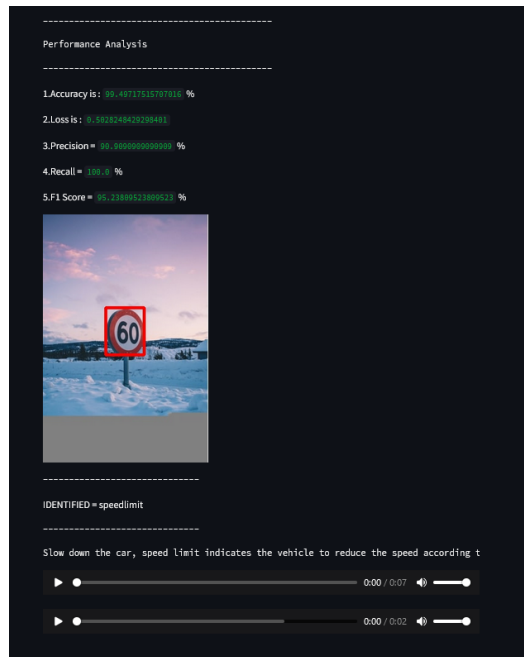 --------------------------------------------
Performance Analysis
--------------------------------------------
1.Accuracy is : 99.49717515707016 %
2.Loss is : 0.5028248429298401
3.Precision = 90.9090909090909 %
4.Recall = 100.0 %
5.F1 Score = 95.23809523809523 %
60
------------------------------
IDENTIFIED = speedlimit
------------------------------
Slow down the car, speed limit indicates the vehicle to reduce the speed according t
0:00 / 0:07
0:00 / 0:02